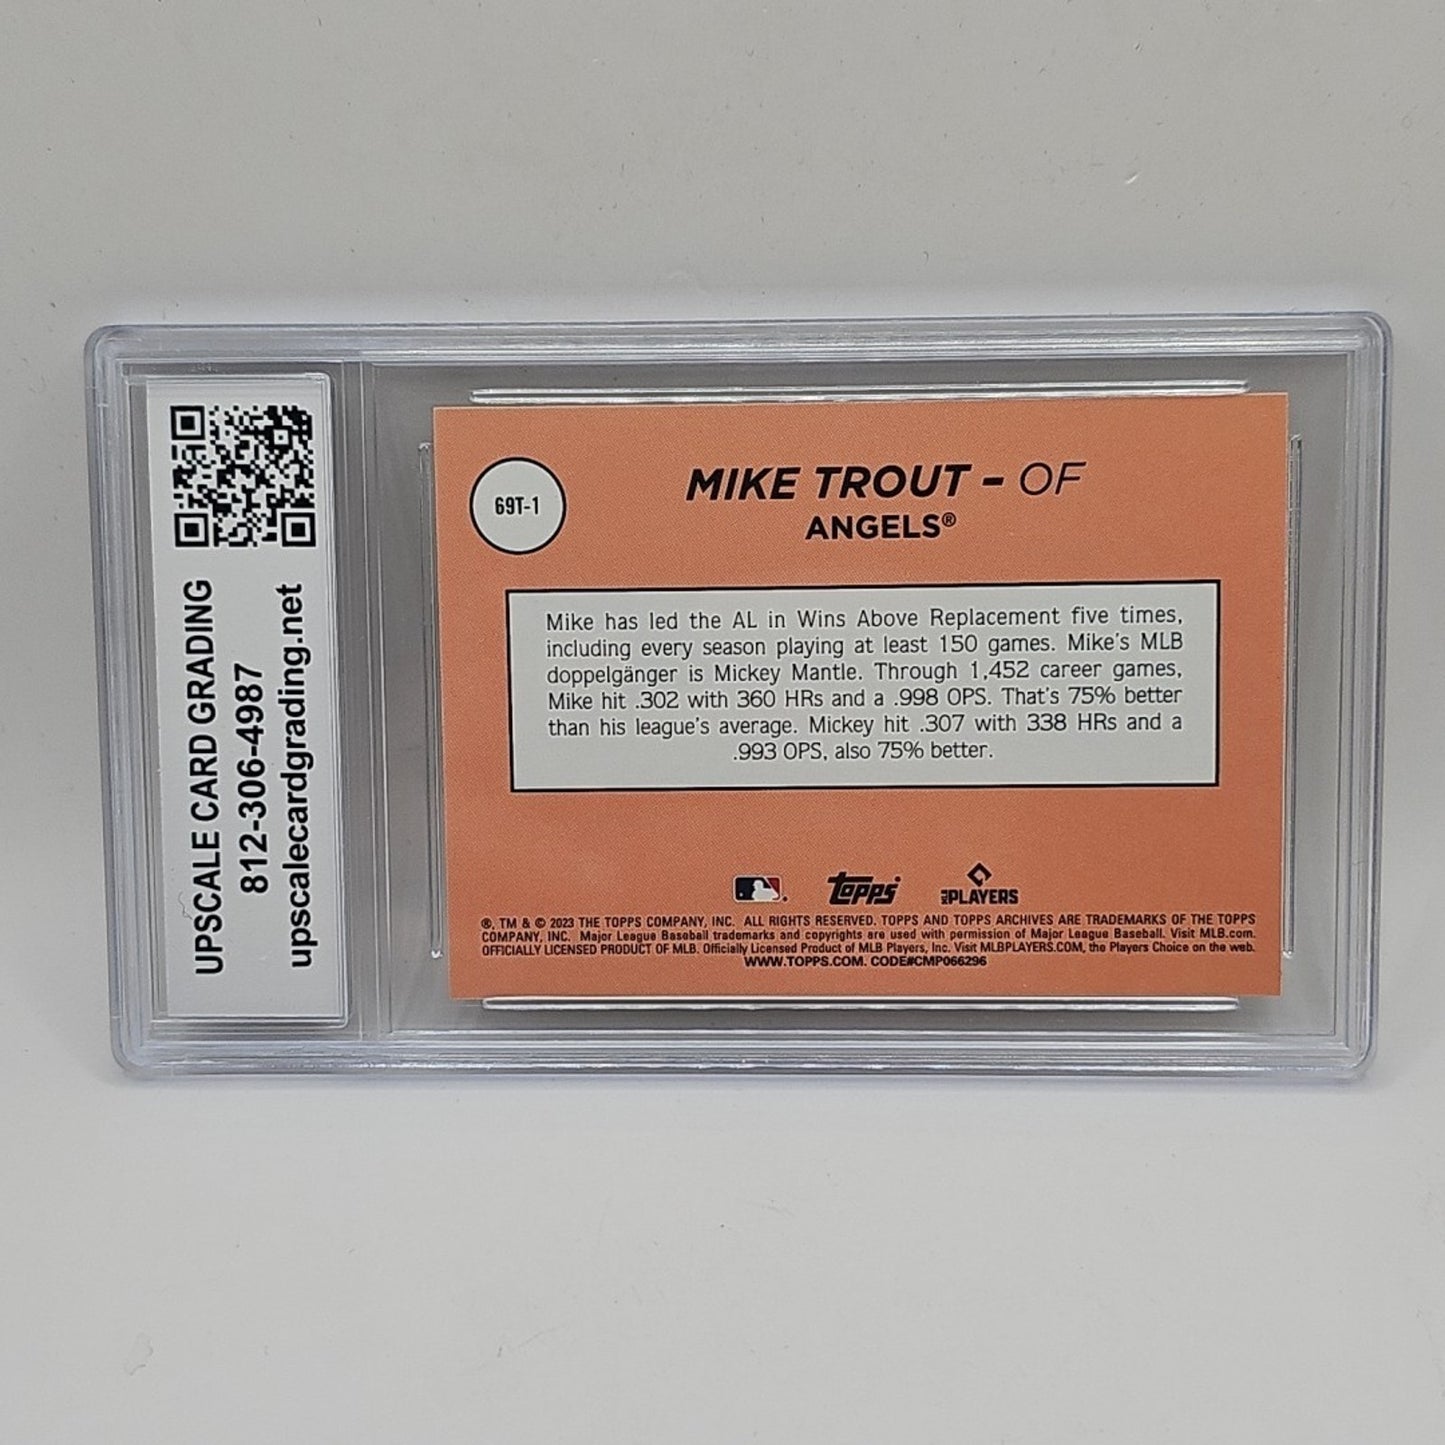 UPSCALE CARD GRADING
812-306-4987
upscalecardgrading.net
69T-1
MIKE TROUT - OF
ANGELS®
Mike has led the AL in Wins Above Replacement five times,
including every season playing at least 150 games. Mike's MLB
doppelgänger is Mickey Mantle. Through 1,452 career games,
Mike hit .302 with 360 HRs and a .998 OPS. That's 75% better
than his league's average. Mickey hit .307 with 338 HRs and a
.993 OPS, also 75% better.
topps
MLB PLAYERS
®, TM & © 2023 THE TOPPS COMPANY, INC. ALL RIGHTS RESERVED. TOPPS AND TOPPS ARCHIVES ARE TRADEMARKS OF THE TOPPS
COMPANY, INC. Major League Baseball trademarks and copyrights are used with permission of Major League Baseball. Visit MLB.com.
OFFICIALLY LICENSED PRODUCT OF MLB. Officially Licensed Product of MLB Players, Inc. Visit MLBPLAYERS.COM, the Players Choice on the web.
WWW.TOPPS.COM. CODE#CMP066296